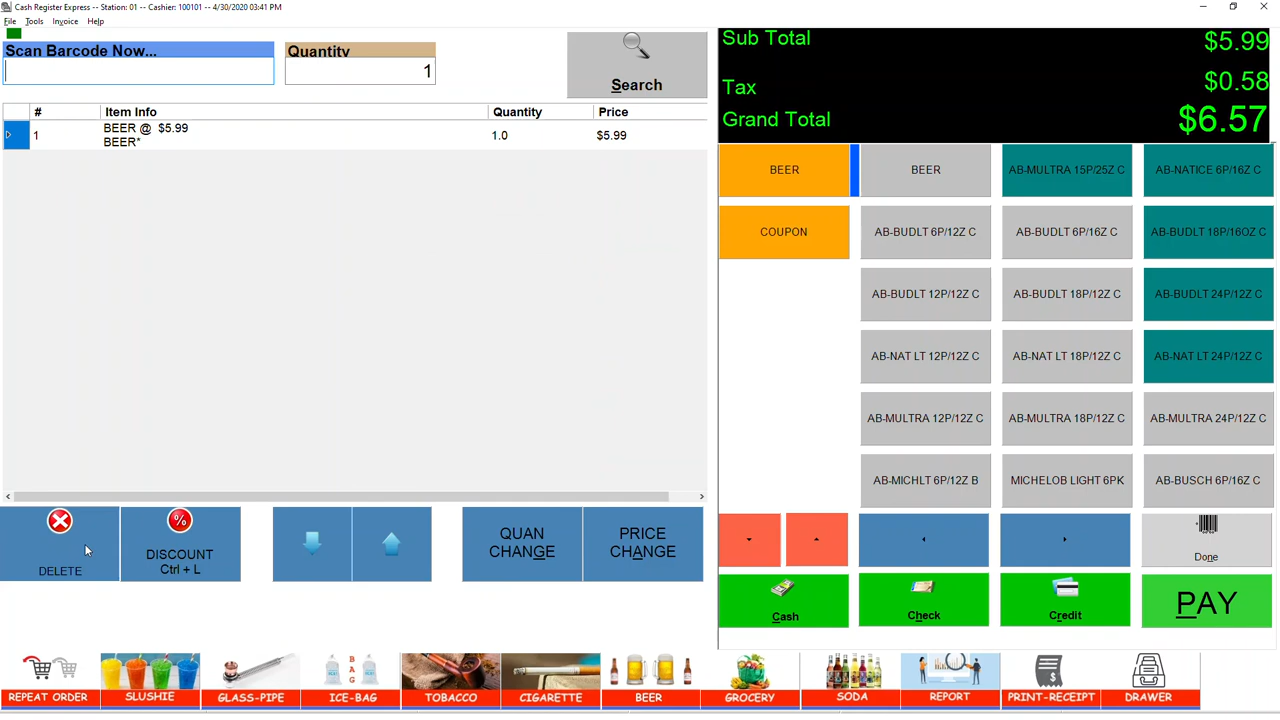 Cash Register Express -- Station: 01 -- Cashier: 100101 -- 4/30/2020 03:41 PM
File Tools Invoice Help
Scan Barcode Now...
Quantity
1
Search
# Item Info Quantity Price
1 BEER @ $5.99 1.0 $5.99
BEER*
Sub Total $5.99
Tax $0.58
Grand Total $6.57
BEER BEER AB-MULTRA 15P/25Z C AB-NATICE 6P/16Z C
COUPON AB-BUDLT 6P/12Z C AB-BUDLT 6P/16Z C AB-BUDLT 18P/16OZ C
AB-BUDLT 12P/12Z C AB-BUDLT 18P/12Z C AB-BUDLT 24P/12Z C
AB-NAT LT 12P/12Z C AB-NAT LT 18P/12Z C AB-NAT LT 24P/12Z C
AB-MULTRA 12P/12Z C AB-MULTRA 18P/12Z C AB-MULTRA 24P/12Z C
AB-MICHLT 6P/12Z B MICHELOB LIGHT 6PK AB-BUSCH 6P/16Z C
DELETE
%
DISCOUNT
Ctrl + L
QUAN
CHANGE
PRICE
CHANGE
Done
Cash Check Credit PAY
BAG
REPEAT ORDER SLUSHIE GLASS-PIPE ICE-BAG TOBACCO CIGARETTE BEER GROCERY SODA REPORT PRINT-RECEIPT DRAWER